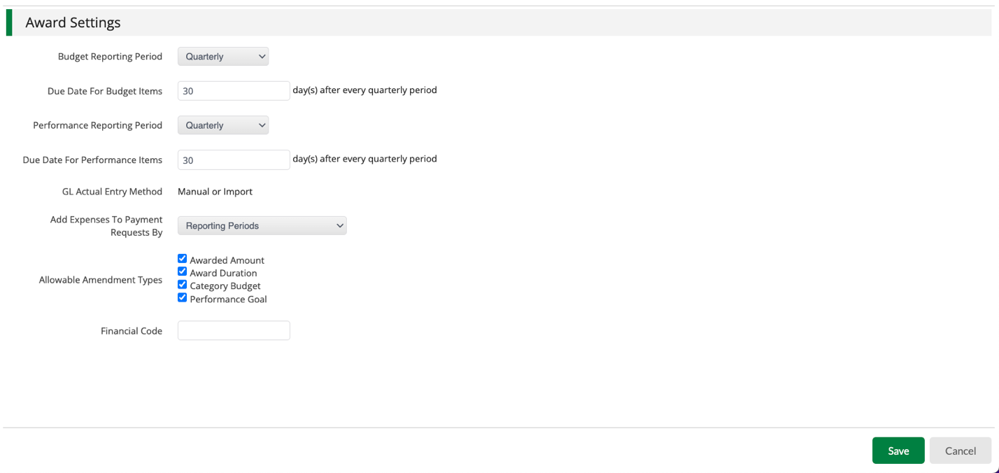 Award Settings
Budget Reporting Period Quarterly
Due Date For Budget Items 30 day(s) after every quarterly period
Performance Reporting Period Quarterly
Due Date For Performance Items 30 day(s) after every quarterly period
GL Actual Entry Method Manual or Import
Add Expenses To Payment
Requests By
Reporting Periods
Allowable Amendment Types
Awarded Amount
Award Duration
Category Budget
Performance Goal
Financial Code
Save Cancel